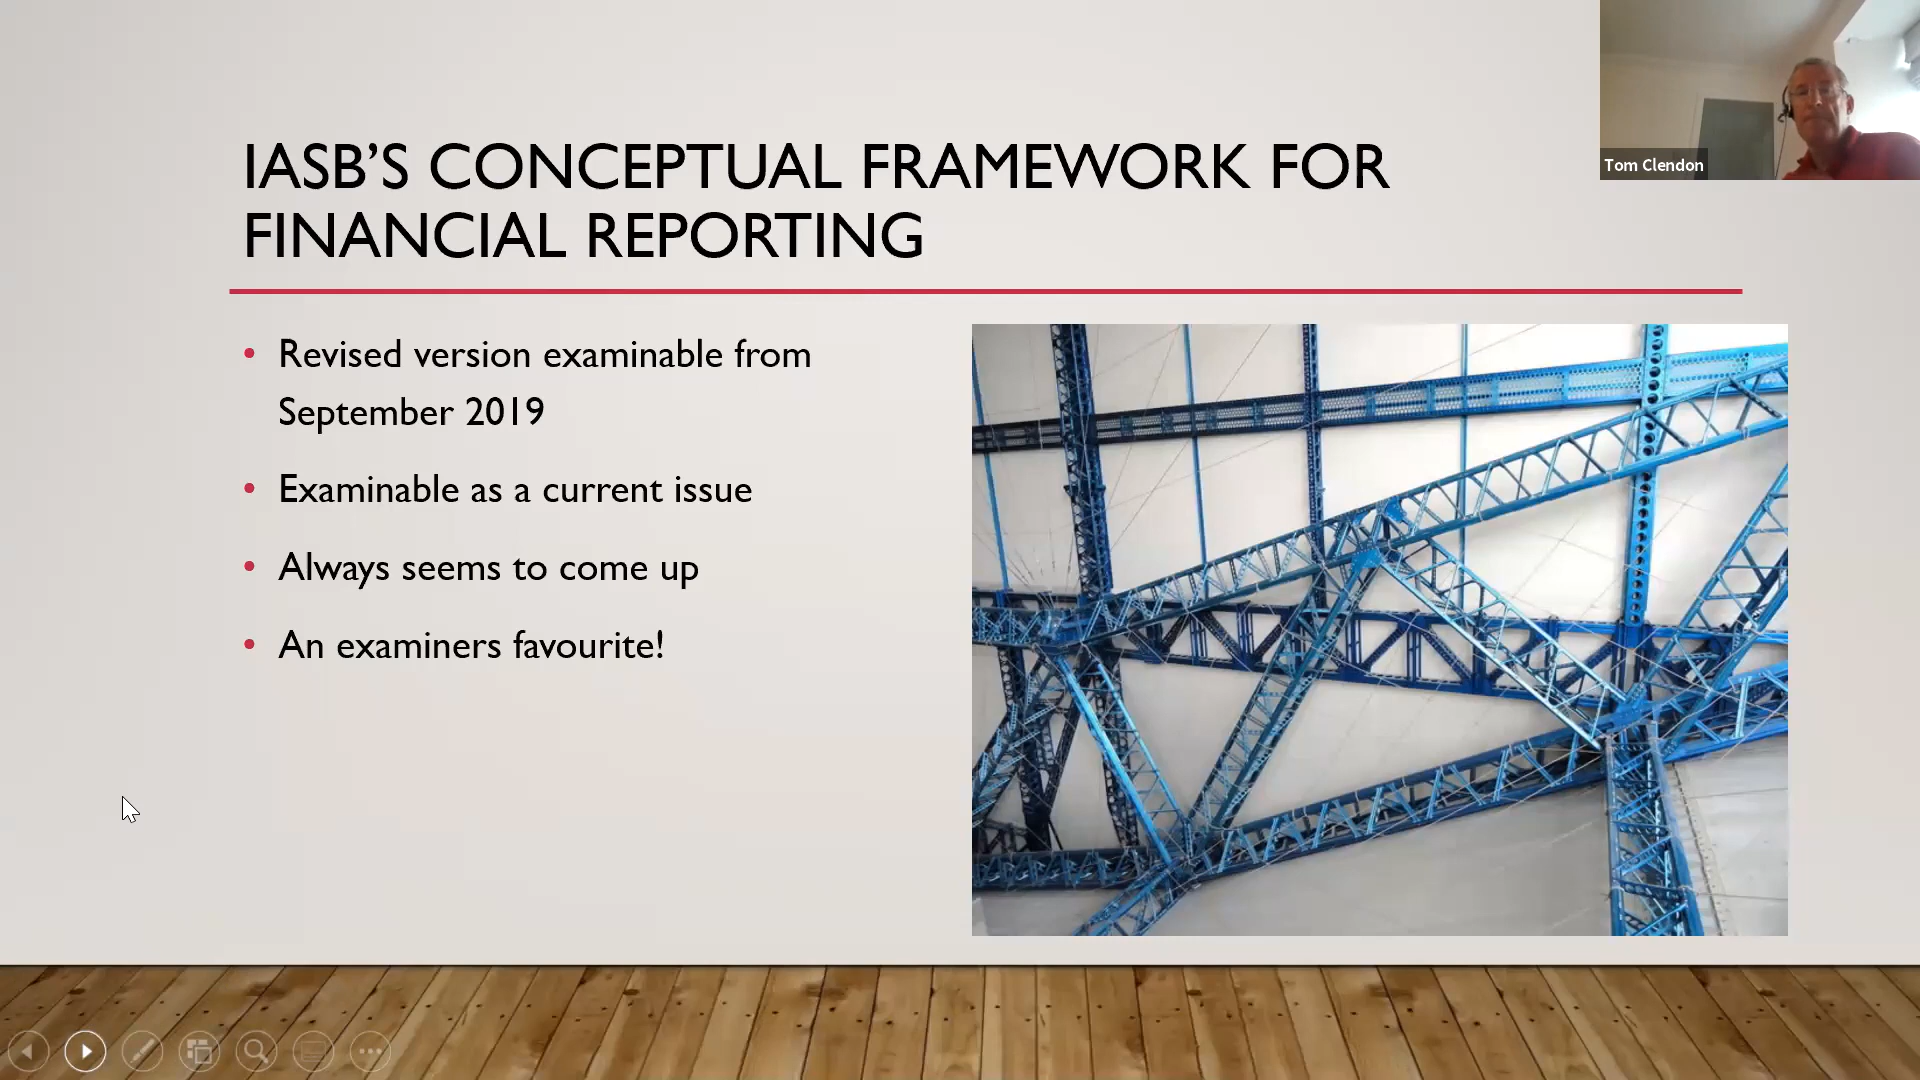 IASB’S CONCEPTUAL FRAMEWORK FOR
FINANCIAL REPORTING
Tom Clendon
• Revised version examinable from
September 2019
• Examinable as a current issue
• Always seems to come up
• An examiners favourite!